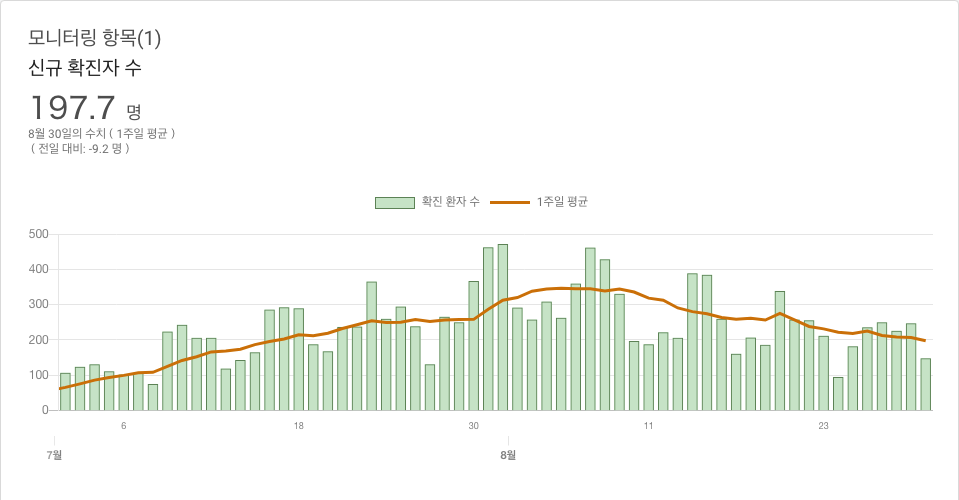 모니터링 항목(1)
신규 확진자 수
197.7 명
8월 30일의 수치 ( 1주일 평균 )
( 전일 대비: -9.2 명 )
확진 환자 수 1주일 평균
500
400
300
200
100
0
6 18 30 11 23
7월 8월